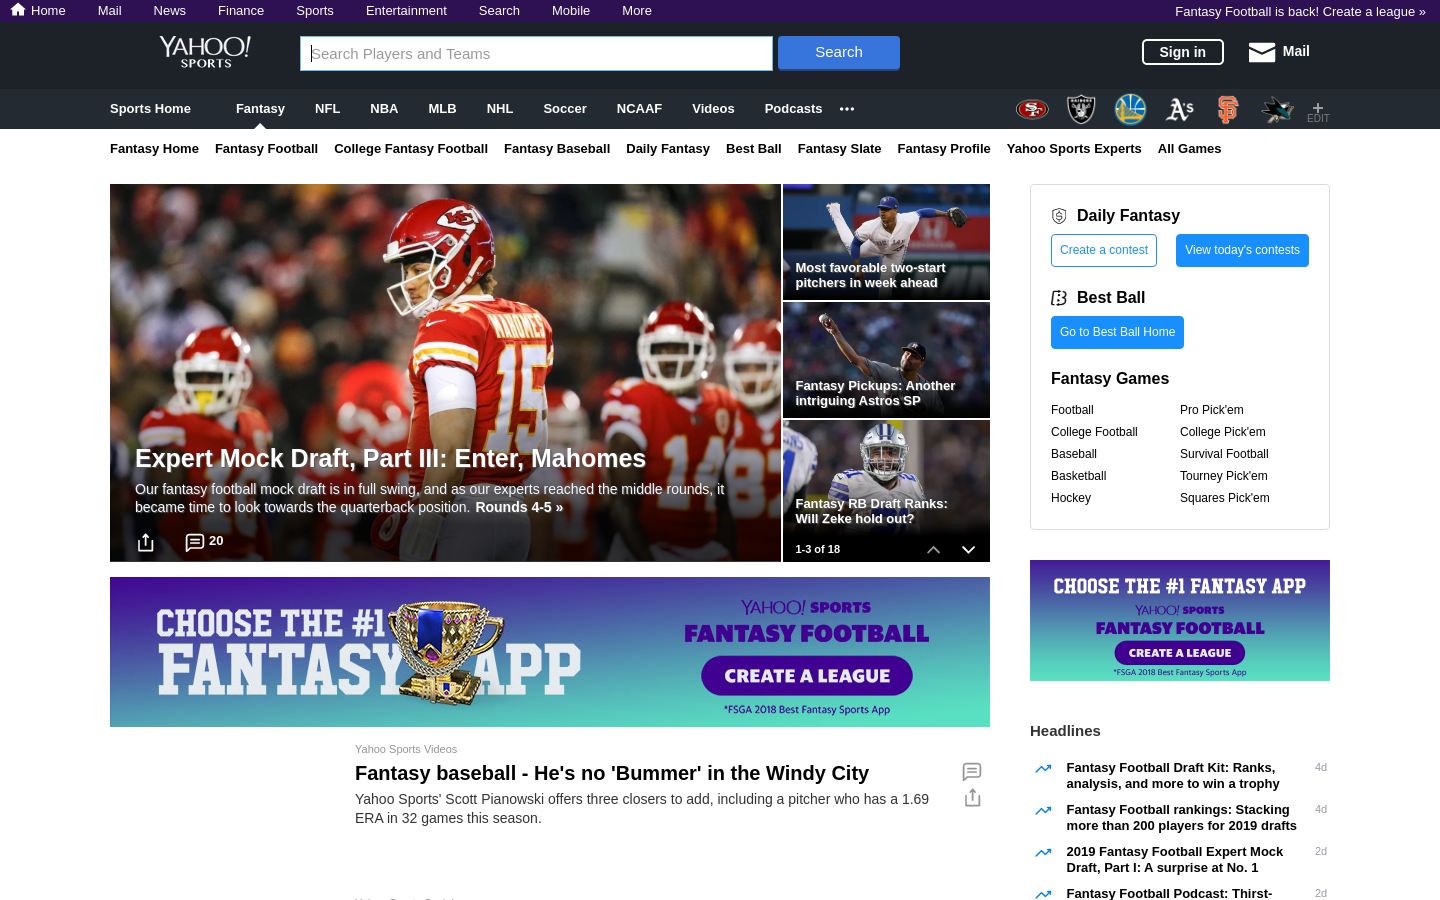 Home Mail News Finance Sports Entertainment Search Mobile More
Fantasy Football is back! Create a league »
YAHOO!
SPORTS
Search Players and Teams
Search
Sign in
Mail
Sports Home Fantasy NFL NBA MLB NHL Soccer NCAAF Videos Podcasts
EDIT
Fantasy Home Fantasy Football College Fantasy Football Fantasy Baseball Daily Fantasy Best Ball Fantasy Slate Fantasy Profile Yahoo Sports Experts All Games
MAHOMES
15
Expert Mock Draft, Part III: Enter, Mahomes
Our fantasy football mock draft is in full swing, and as our experts reached the middle rounds, it
became time to look towards the quarterback position. Rounds 4-5 »
20
Most favorable two-start
pitchers in week ahead
Fantasy Pickups: Another
intriguing Astros SP
Fantasy RB Draft Ranks:
Will Zeke hold out?
1-3 of 18
CHOOSE THE #1
FANTASY APP
YAHOO! SPORTS
FANTASY FOOTBALL
CREATE A LEAGUE
*FSGA 2018 Best Fantasy Sports App
Yahoo Sports Videos
Fantasy baseball - He's no 'Bummer' in the Windy City
Yahoo Sports' Scott Pianowski offers three closers to add, including a pitcher who has a 1.69
ERA in 32 games this season.
Daily Fantasy
Create a contest
View today's contests
Best Ball
Go to Best Ball Home
Fantasy Games
Football Pro Pick'em
College Football College Pick'em
Baseball Survival Football
Basketball Tourney Pick'em
Hockey Squares Pick'em
CHOOSE THE #1 FANTASY APP
YAHOO! SPORTS
FANTASY FOOTBALL
CREATE A LEAGUE
*FSGA 2018 Best Fantasy Sports App
Headlines
Fantasy Football Draft Kit: Ranks, 4d
analysis, and more to win a trophy
Fantasy Football rankings: Stacking 4d
more than 200 players for 2019 drafts
2019 Fantasy Football Expert Mock 2d
Draft, Part I: A surprise at No. 1
Fantasy Football Podcast: Thirst- 2d